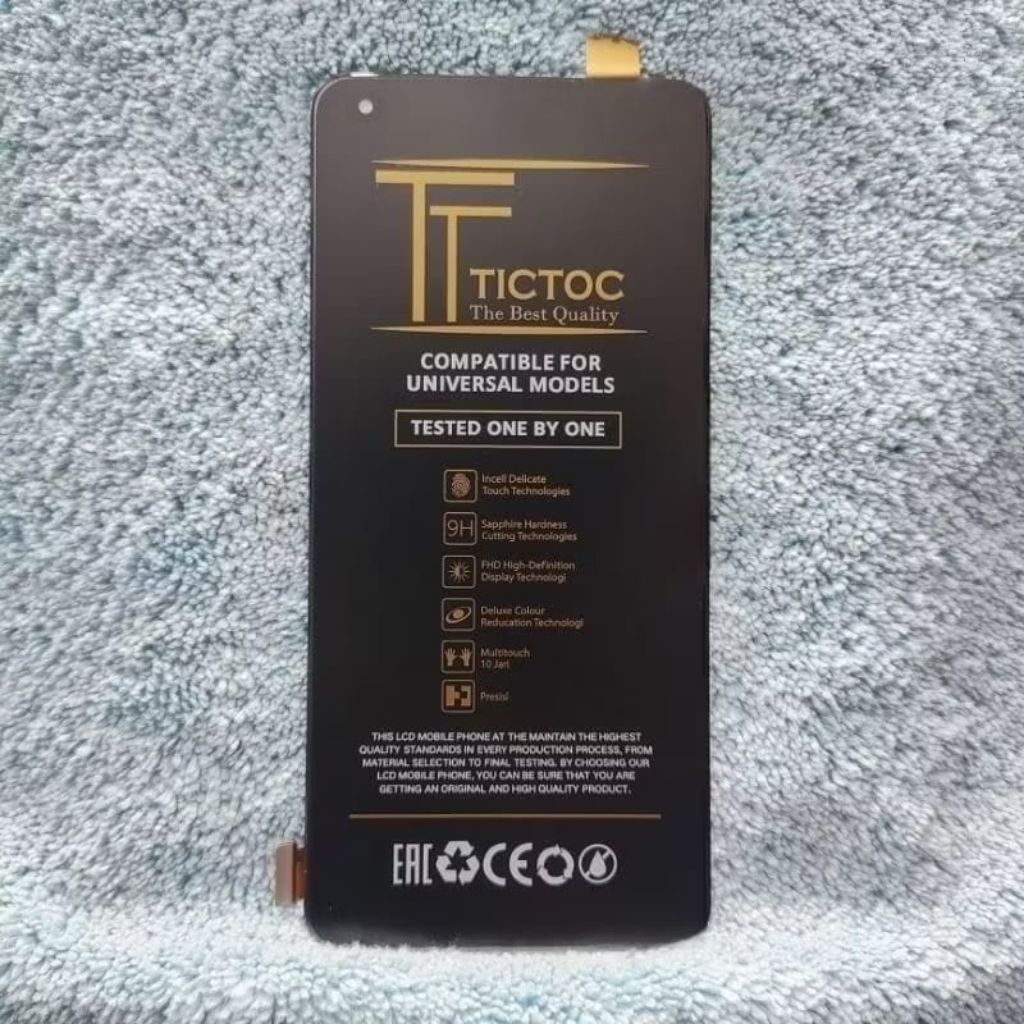 TT
TICTOC
The Best Quality
COMPATIBLE FOR
UNIVERSAL MODELS
TESTED ONE BY ONE
Incell Delicate
Touch Technologies
9H
Sapphire Hardness
Cutting Technologies
FHD High-Definition
Display Technologi
Deluxe Colour
Reducation Technologi
Multitouch
10 Jari
Presisi
THIS LCD MOBILE PHONE AT THE MAINTAIN THE HIGHEST
QUALITY STANDARDS IN EVERY PRODUCTION PROCESS, FROM
MATERIAL SELECTION TO FINAL TESTING. BY CHOOSING OUR
LCD MOBILE PHONE, YOU CAN BE SURE THAT YOU ARE
GETTING AN ORIGINAL AND HIGH QUALITY PRODUCT.
EAC CE